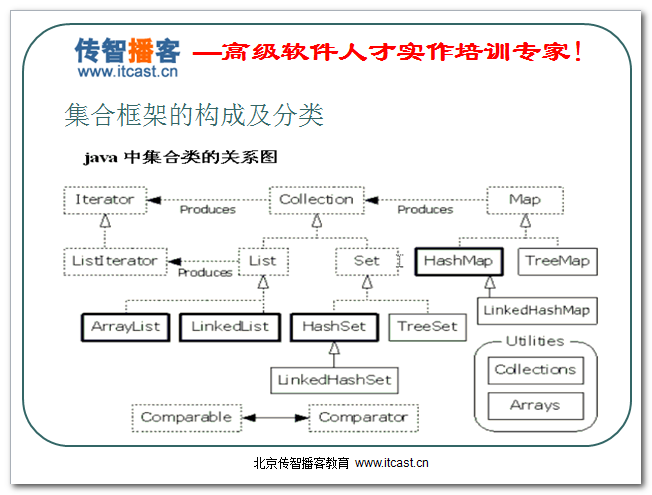 传智播客 —高级软件人才实作培训专家!
www.itcast.cn
集合框架的构成及分类
java 中集合类的关系图
Iterator Produces Collection Produces Map
ListIterator Produces List Set HashMap TreeMap
LinkedHashMap
ArrayList LinkedList HashSet TreeSet
Utilities
Collections
LinkedHashSet
Arrays
Comparable Comparator
北京传智播客教育 www.itcast.cn